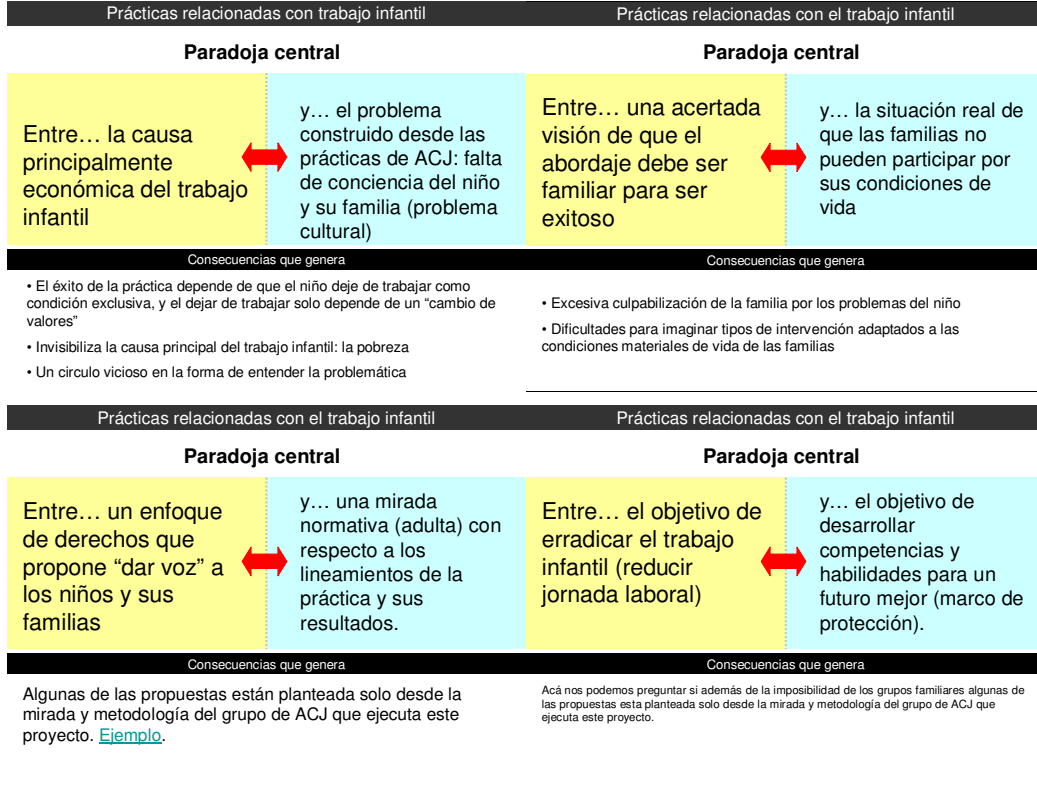 Prácticas relacionadas con trabajo infantil
Paradoja central
Entre… la causa
principalmente
económica del trabajo
infantil
y… el problema
construido desde las
prácticas de ACJ: falta
de conciencia del niño
y su familia (problema
cultural)
Consecuencias que genera
• El éxito de la práctica depende de que el niño deje de trabajar como
condición exclusiva, y el dejar de trabajar solo depende de un “cambio de
valores”
• Invisibiliza la causa principal del trabajo infantil: la pobreza
• Un circulo vicioso en la forma de entender la problemática
Prácticas relacionadas con el trabajo infantil
Paradoja central
Entre… una acertada
visión de que el
abordaje debe ser
familiar para ser
exitoso
y… la situación real de
que las familias no
pueden participar por
sus condiciones de
vida
Consecuencias que genera
• Excesiva culpabilización de la familia por los problemas del niño
• Dificultades para imaginar tipos de intervención adaptados a las
condiciones materiales de vida de las familias
Prácticas relacionadas con el trabajo infantil
Paradoja central
Entre… un enfoque
de derechos que
propone “dar voz” a
los niños y sus
familias
y… una mirada
normativa (adulta) con
respecto a los
lineamientos de la
práctica y sus
resultados.
Consecuencias que genera
Algunas de las propuestas están planteada solo desde la
mirada y metodología del grupo de ACJ que ejecuta este
proyecto. Ejemplo.
Prácticas relacionadas con el trabajo infantil
Paradoja central
Entre… el objetivo de
erradicar el trabajo
infantil (reducir
jornada laboral)
y… el objetivo de
desarrollar
competencias y
habilidades para un
futuro mejor (marco de
protección).
Consecuencias que genera
Acá nos podemos preguntar si además de la imposibilidad de los grupos familiares algunas de
las propuestas esta planteada solo desde la mirada y metodología del grupo de ACJ que
ejecuta este proyecto.